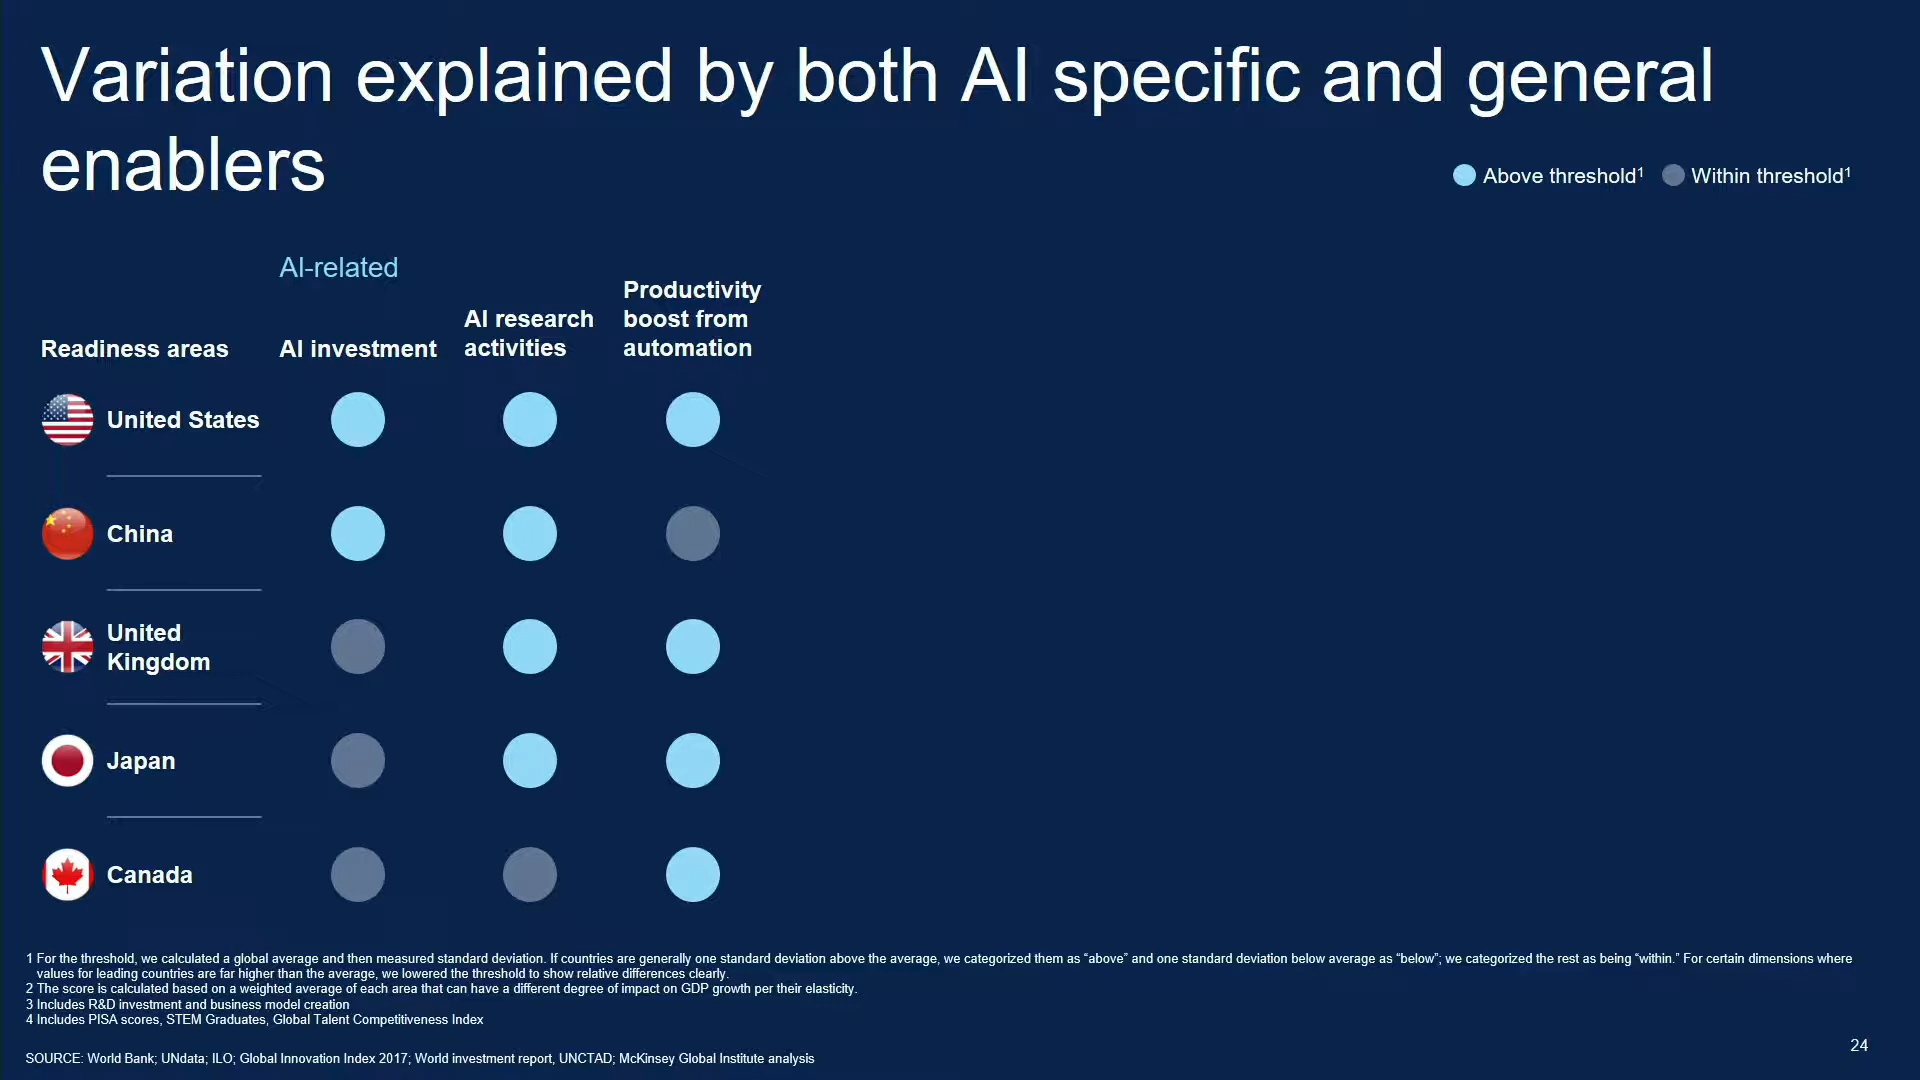 Variation explained by both AI specific and general
enablers
Above threshold¹ Within threshold¹
AI-related
Readiness areas
AI investment
AI research
activities
Productivity
boost from
automation
United States
China
United
Kingdom
Japan
Canada
1 For the threshold, we calculated a global average and then measured standard deviation. If countries are generally one standard deviation above the average, we categorized them as “above” and one standard deviation below average as “below”; we categorized the rest as being “within.” For certain dimensions where
values for leading countries are far higher than the average, we lowered the threshold to show relative differences clearly.
2 The score is calculated based on a weighted average of each area that can have a different degree of impact on GDP growth per their elasticity.
3 Includes R&D investment and business model creation
4 Includes PISA scores, STEM Graduates, Global Talent Competitiveness Index
SOURCE: World Bank; UNdata; ILO; Global Innovation Index 2017; World investment report, UNCTAD; McKinsey Global Institute analysis
24